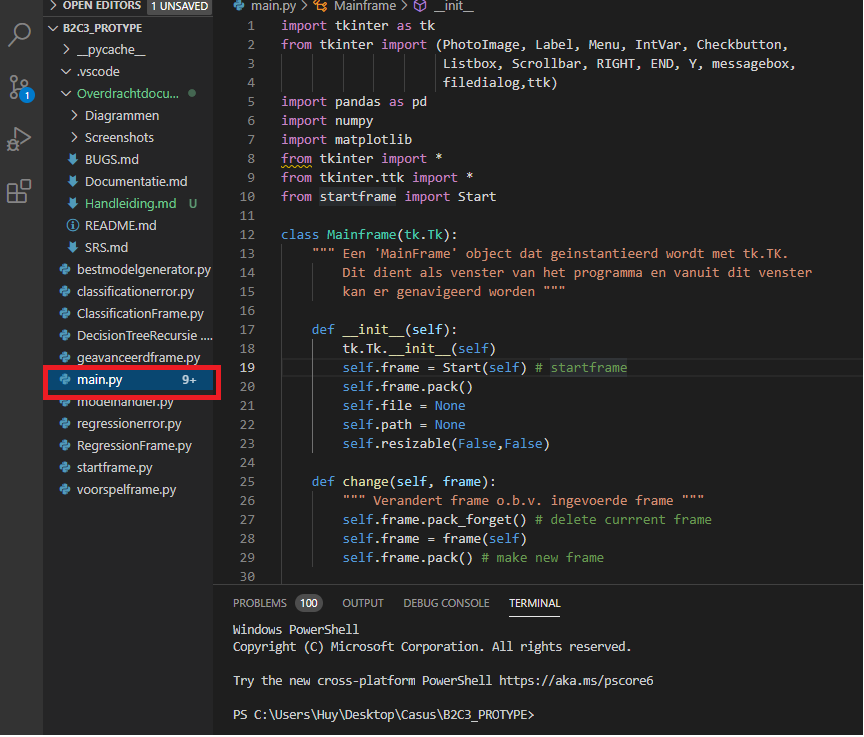 OPEN EDITORS 1 UNSAVED
B2C3_PROTYPE
__pycache__
.vscode
Overdrachtdocu...
Diagrammen
Screenshots
BUGS.md
Documentatie.md
Handleiding.md U
README.md
SRS.md
bestmodelgenerator.py
classificationerror.py
ClassificationFrame.py
DecisionTreeRecursie ....
geavanceerdframe.py
main.py 9+
modelhandler.py
regressionerror.py
RegressionFrame.py
startframe.py
voorspelframe.py
1
main.py > Mainframe > __init__
1 import tkinter as tk
2 from tkinter import (PhotoImage, Label, Menu, IntVar, Checkbutton,
3 Listbox, Scrollbar, RIGHT, END, Y, messagebox,
4 filedialog,ttk)
5 import pandas as pd
6 import numpy
7 import matplotlib
8 from tkinter import *
9 from tkinter.ttk import *
10 from startframe import Start
11
12 class Mainframe(tk.Tk):
13 """ Een 'MainFrame' object dat geinstantieerd wordt met tk.TK.
14 Dit dient als venster van het programma en vanuit dit venster
15 kan er genavigeerd worden """
16
17 def __init__(self):
18 tk.Tk.__init__(self)
19 self.frame = Start(self) # startframe
20 self.frame.pack()
21 self.file = None
22 self.path = None
23 self.resizable(False,False)
24
25 def change(self, frame):
26 """ Verandert frame o.b.v. ingevoerde frame """
27 self.frame.pack_forget() # delete currrent frame
28 self.frame = frame(self)
29 self.frame.pack() # make new frame
30
PROBLEMS 100 OUTPUT DEBUG CONSOLE TERMINAL
Windows PowerShell
Copyright (C) Microsoft Corporation. All rights reserved.
Try the new cross-platform PowerShell https://aka.ms/pscore6
PS C:\Users\Huy\Desktop\Casus\B2C3_PROTYPE>